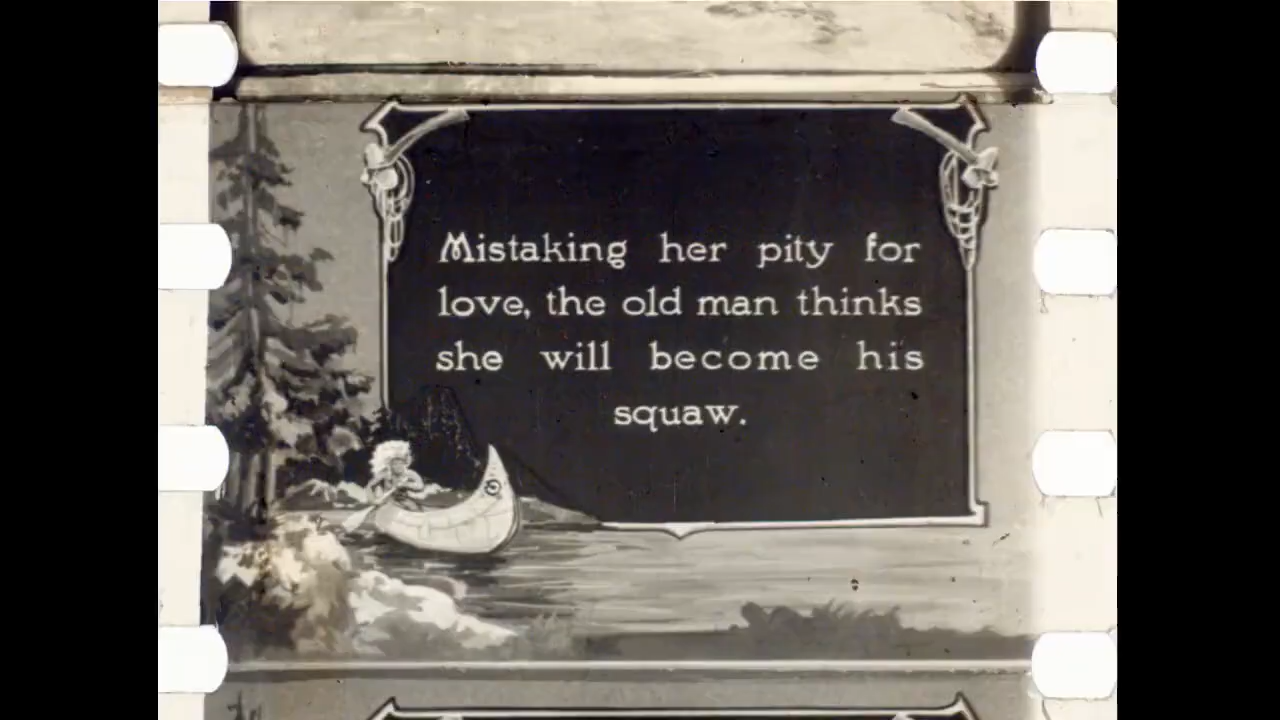 Mistaking her pity for
love, the old man thinks
she will become his
squaw.